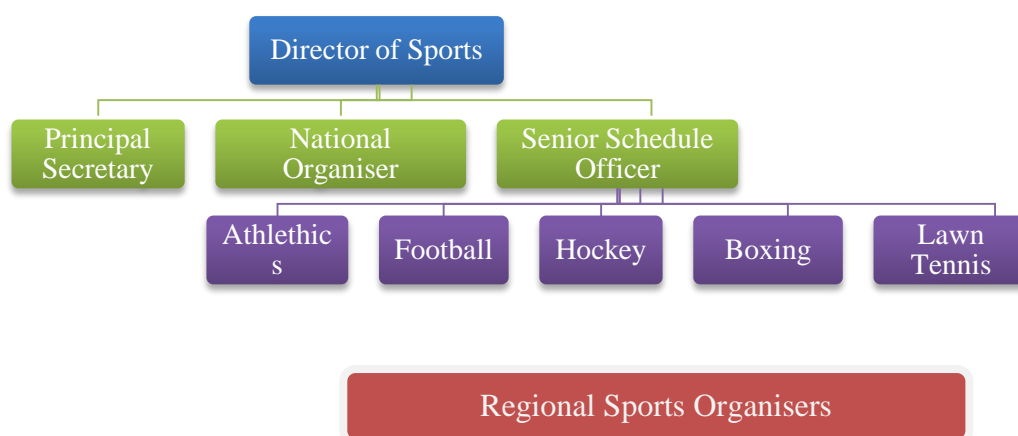 Director of Sports
Principal
Secretary
National
Organiser
Senior Schedule
Officer
Athlethic
s
Football
Hockey
Boxing
Lawn
Tennis
Regional Sports Organisers